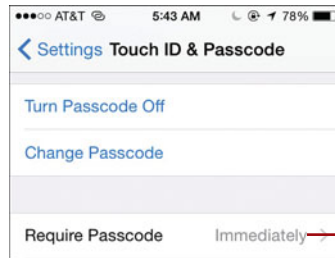 AT&T 5:43 AM 78%
Settings Touch ID & Passcode
Turn Passcode Off
Change Passcode
Require Passcode Immediately